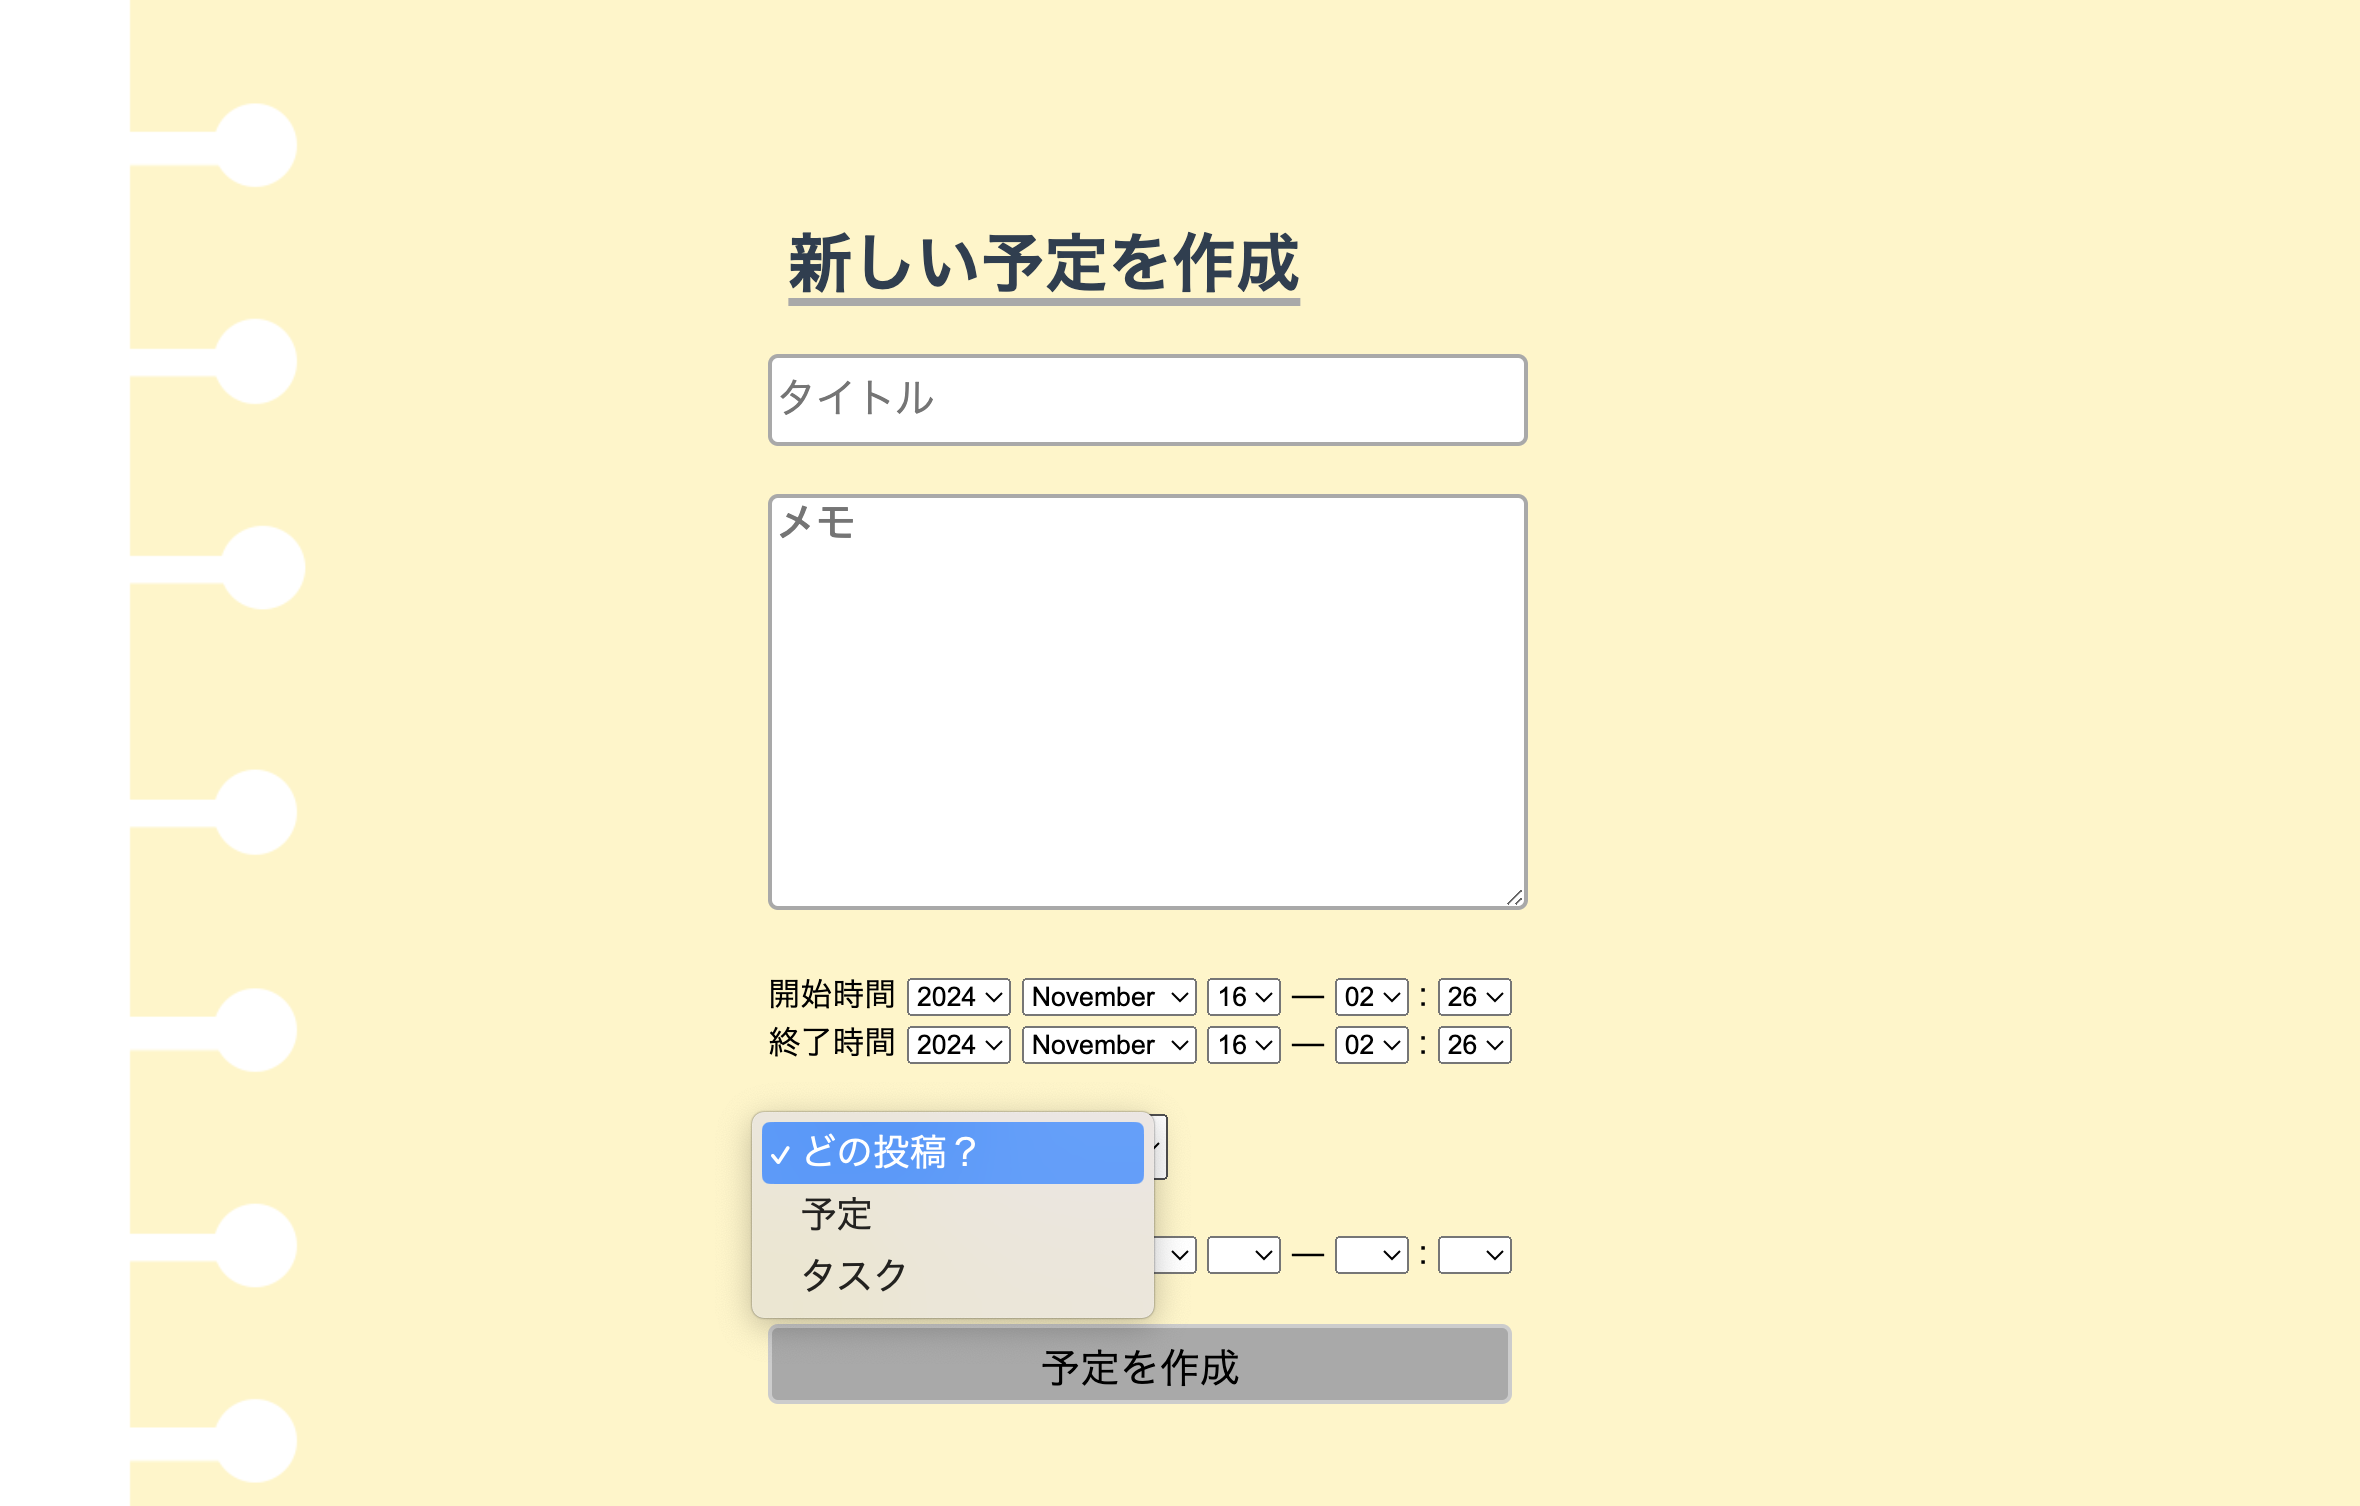 新しい予定を作成
タイトル
メモ
開始時間 2024 November 16 — 02 : 26
終了時間 2024 November 16 — 02 : 26
✓ どの投稿？
予定
タスク
— :
予定を作成